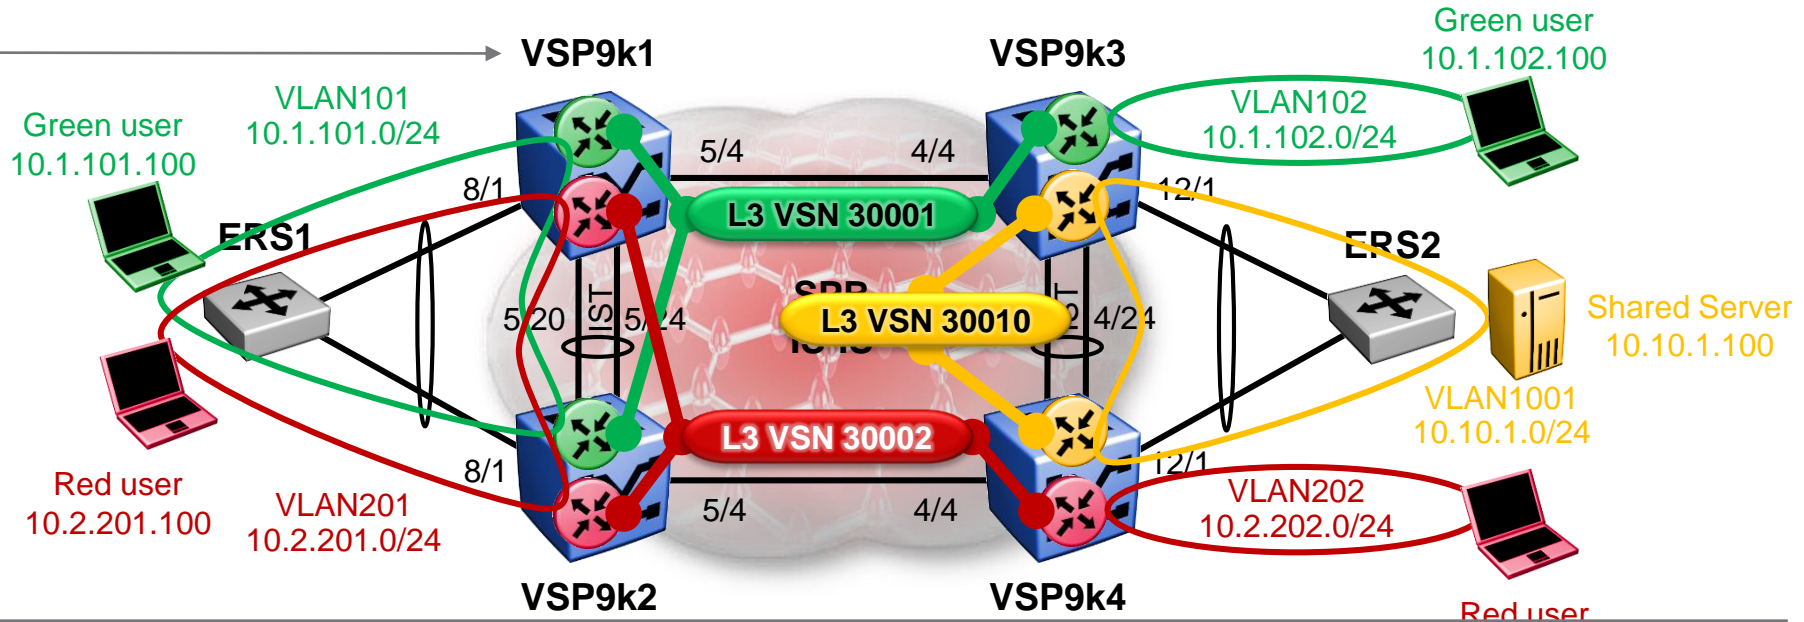 VSP9k1
VSP9k3
Green user
10.1.102.100
VLAN101
10.1.101.0/24
Green user
10.1.101.100
VLAN102
10.1.102.0/24
5/4
4/4
8/1
12/1
L3 VSN 30001
ERS1
ERS2
5/20
IST
5/24
SPB
L3 VSN 30010
4/24
Shared Server
10.10.1.100
VLAN1001
10.10.1.0/24
L3 VSN 30002
8/1
12/1
Red user
10.2.201.100
VLAN201
10.2.201.0/24
5/4
4/4
VLAN202
10.2.202.0/24
VSP9k2
VSP9k4
Red user